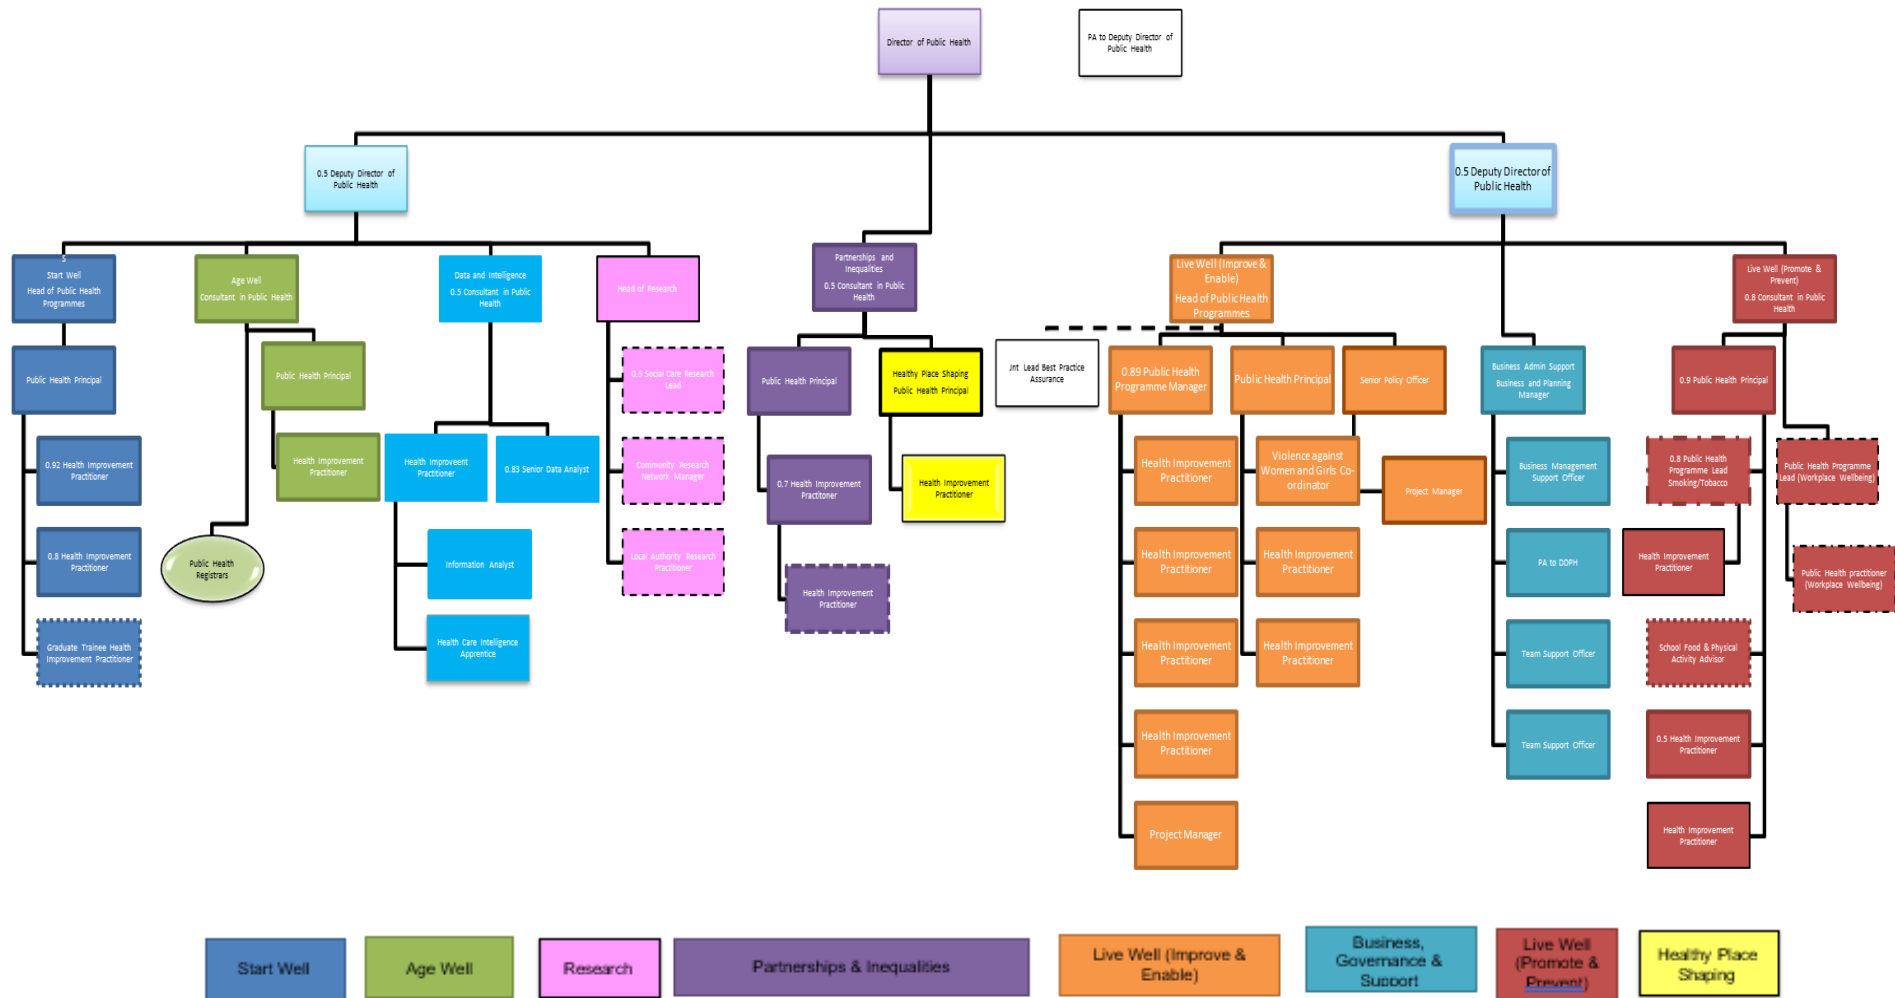 Director of Public Health
PA to Deputy Director of
Public Health
0.5 Deputy Director of
Public Health
0.5 Deputy Director of
Public Health
S
Start Well
Head of Public Health
Programmes
Age Well
Consultant in Public Health
Data and Intelligence
0.5 Consultant in Public
Health
Head of Research
Partnerships and
Inequalities
0.5 Consultant in Public
Health
Live Well (Improve &
Enable)
Head of Public Health
Programmes
Live Well (Promote &
Prevent)
0.8 Consultant in Public
Health
Public Health Principal
Public Health Principal
0.5 Social Care Research
Lead
Public Health Principal
Healthy Place Shaping
Public Health Principal
Jnt Lead Best Practice
Assurance
0.89 Public Health
Programme Manager
Public Health Principal
Senior Policy Officer
Business Admin Support
Business and Planning
Manager
0.9 Public Health Principal
0.92 Health Improvement
Practitioner
Health Improvement
Practitioner
Health Improveent
Practitioner
0.83 Senior Data Analyst
Community Research
Network Manager
0.7 Health Improvement
Practitoner
Health Improvement
Practitioner
Health Improvement
Practitioner
Violence against
Women and Girls Co-
ordinator
Project Manager
Business Management
Support Officer
0.8 Public Health
Programme Lead
Smoking/Tobacco
Public Health Programme
Lead (Workplace Wellbeing)
0.8 Health Improvement
Practitioner
Public Health
Registrars
Information Analyst
Local Authority Research
Practitioner
Health Improvement
Practitioner
Health Improvement
Practitioner
Health Improvement
Practitioner
PA to DDPH
Health Improvement
Practitioner
Public Health practitioner
(Workplace Wellbeing)
Graduate Trainee Health
Improvement Practitioner
Health Care Intelligence
Apprentice
Health Improvement
Practitioner
Health Improvement
Practitioner
Team Support Officer
School Food & Physical
Activity Advisor
Health Improvement
Practitioner
Team Support Officer
0.5 Health Improvement
Practitioner
Project Manager
Health Improvement
Practitioner
Start Well
Age Well
Research
Partnerships & Inequalities
Live Well (Improve &
Enable)
Business,
Governance &
Support
Live Well
(Promote &
Prevent)
Healthy Place
Shaping